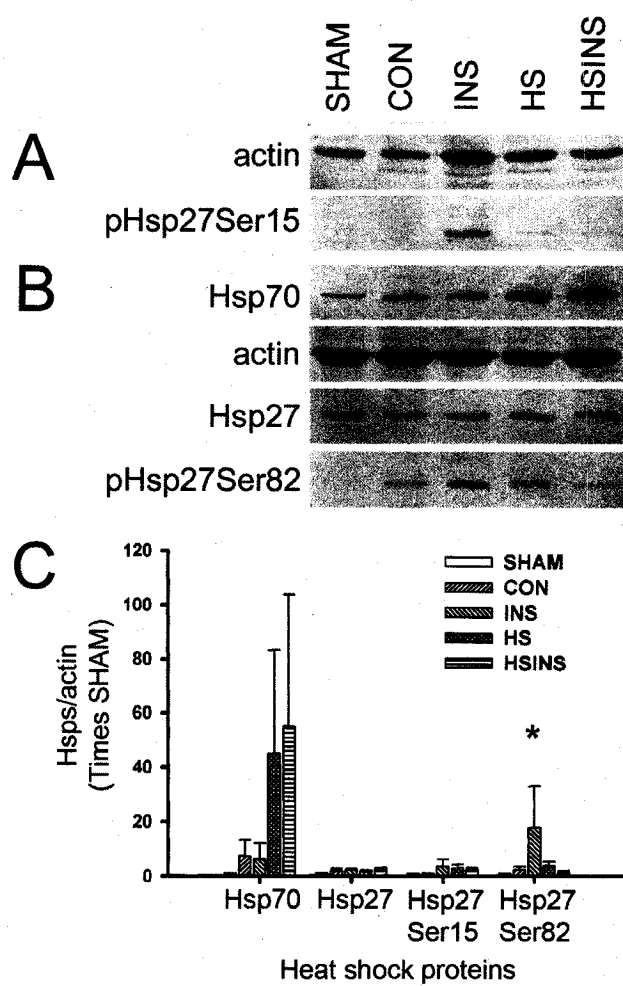 SHAM CON INS HS HSINS
A
actin
pHsp27Ser15
B
Hsp70
actin
Hsp27
pHsp27Ser82
C
Hsps/actin
(Times SHAM)
120
100
80
60
40
20
0
SHAM
CON
INS
HS
HSINS
*
Hsp70 Hsp27 Hsp27 Hsp27
Ser15 Ser82
Heat shock proteins